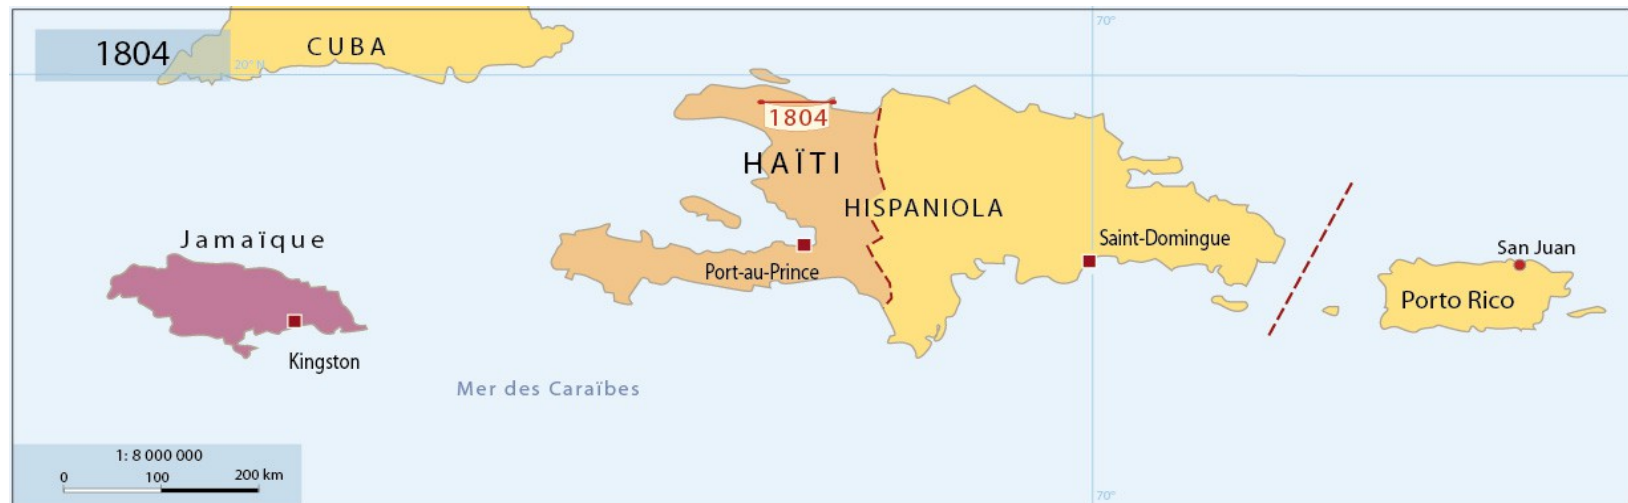 1804
CUBA
20° N
70°
1804
HAÏTI
HISPANIOLA
Jamaïque
Saint-Domingue
San Juan
Port-au-Prince
Porto Rico
Kingston
Mer des Caraïbes
1: 8 000 000
0 100 200 km
70°